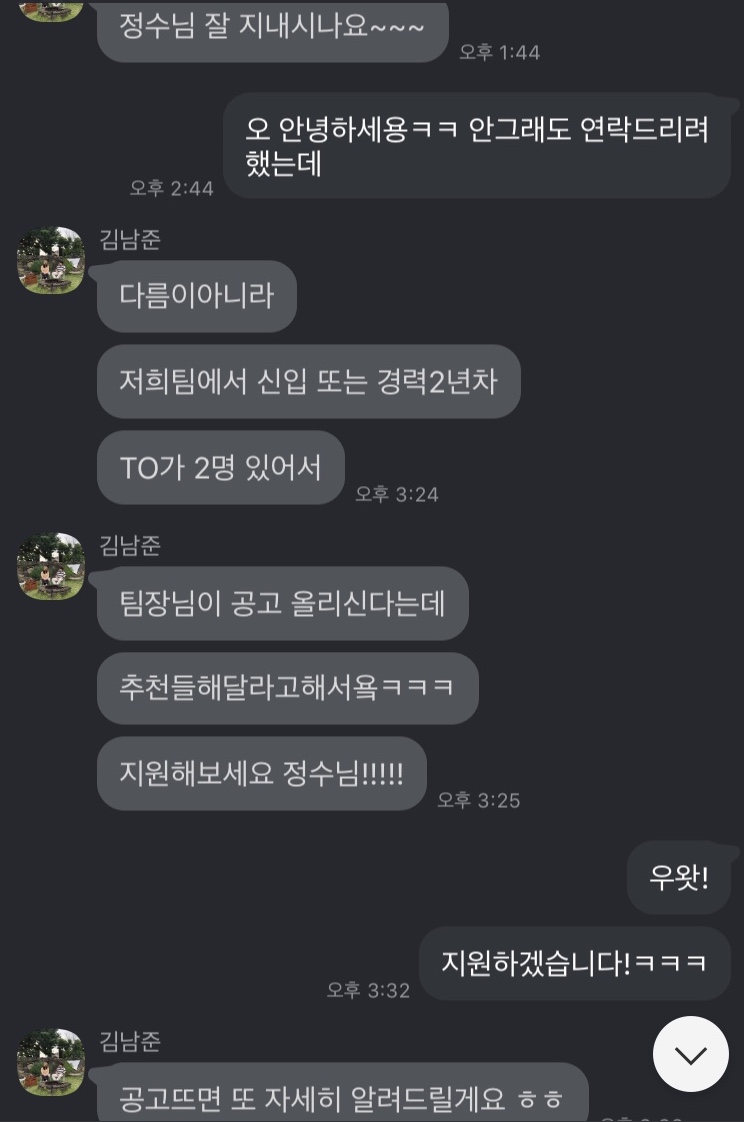 정수님 잘 지내시나요~~~
오후 1:44
오 안녕하세용ㅋㅋ 안그래도 연락드리려
했는데
오후 2:44
김남준
다름이아니라
저희팀에서 신입 또는 경력2년차
TO가 2명 있어서
오후 3:24
김남준
팀장님이 공고 올리신다는데
추천들해달라고해서욬ㅋㅋㅋ
지원해보세요 정수님!!!!!
오후 3:25
우왓!
지원하겠습니다!ㅋㅋㅋ
오후 3:32
김남준
공고뜨면 또 자세히 알려드릴게요 ㅎㅎ